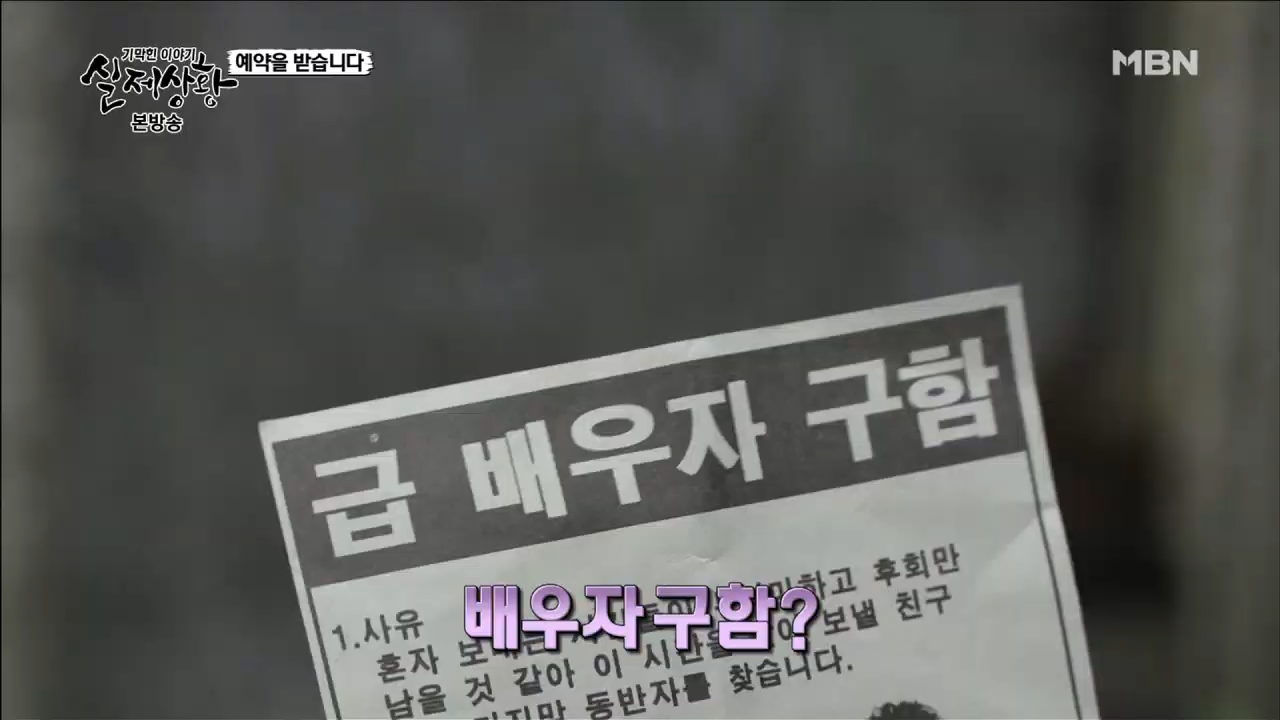 기막힌 이야기
실제상황
본방송
예약을 받습니다
MBN
급 배우자 구함
1.사유
하고 후회만
혼자
이 보낼 친구
남을 것 같아 이 시간을
동반자를 찾습니다.
배우자 구함?